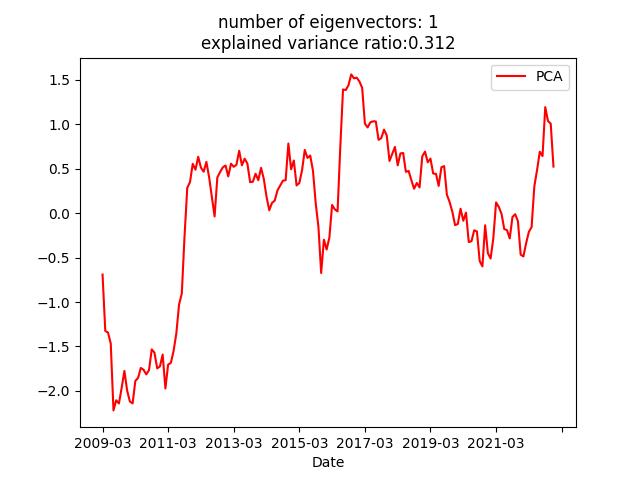 number of eigenvectors: 1
explained variance ratio:0.312
PCA
1.5
1.0
0.5
0.0
−0.5
−1.0
−1.5
−2.0
2009-03 2011-03 2013-03 2015-03 2017-03 2019-03 2021-03
Date